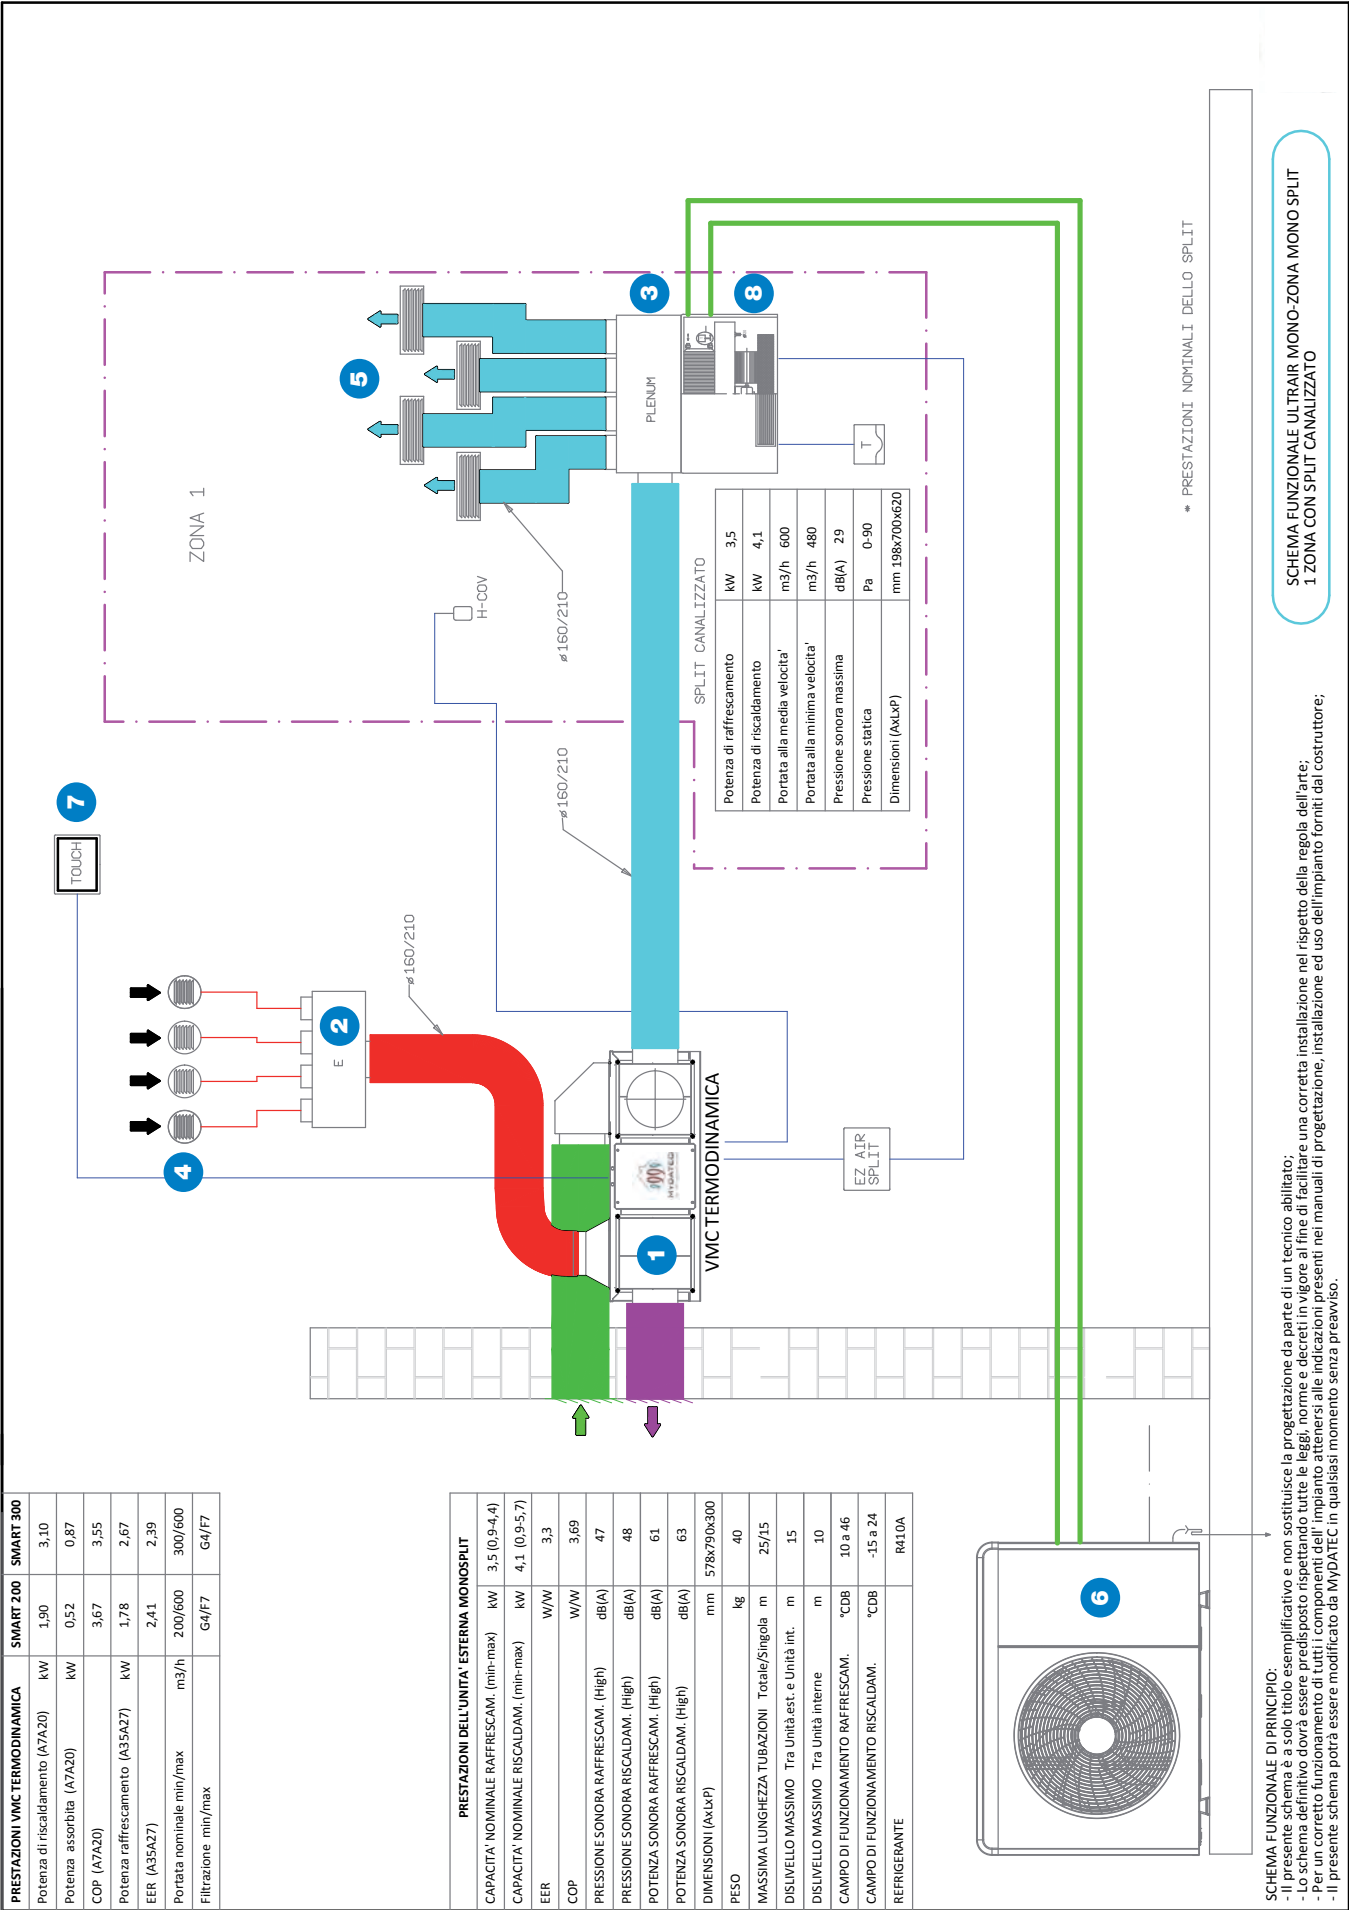 PRESTAZIONI VMC TERMODINAMICA SMART 200 SMART 300
Potenza di riscaldamento (A7A20) kW 1,90 3,10
Potenza assorbita (A7A20) kW 0,52 0,87
COP (A7A20) 3,67 3,55
Potenza raffrescamento (A35A27) kW 1,78 2,67
EER (A35A27) 2,41 2,39
Portata nominale min/max m3/h 200/600 300/600
Filtrazione min/max G4/F7 G4/F7
TOUCH
7
4
E
2
ø160/210
ZONA 1
5
H-COV
ø160/210
ø160/210
3
PLENUM
8
T
SPLIT CANALIZZATO
Potenza di raffrescamento kW 3,5
Potenza di riscaldamento kW 4,1
Portata alla media velocita' m3/h 600
Portata alla minima velocita' m3/h 480
Pressione sonora massima dB(A) 29
Pressione statica Pa 0-90
Dimensioni (AxLxP) mm 198x700x620
MYDATEC
1
VMC TERMODINAMICA
EZ AIR
SPLIT
PRESTAZIONI DELL'UNITA' ESTERNA MONOSPLIT
CAPACITA' NOMINALE RAFFRESCAM. (min-max) kW 3,5 (0,9-4,4)
CAPACITA' NOMINALE RISCALDAM. (min-max) kW 4,1 (0,9-5,7)
EER W/W 3,3
COP W/W 3,69
PRESSIONE SONORA RAFFRESCAM. (High) dB(A) 47
PRESSIONE SONORA RISCALDAM. (High) dB(A) 48
POTENZA SONORA RAFFRESCAM. (High) dB(A) 61
POTENZA SONORA RISCALDAM. (High) dB(A) 63
DIMENSIONI (AxLxP) mm 578x790x300
PESO kg 40
MASSIMA LUNGHEZZA TUBAZIONI Totale/Singola m 25/15
DISLIVELLO MASSIMO Tra Unità.est. e Unità int. m 15
DISLIVELLO MASSIMO Tra Unità interne m 10
CAMPO DI FUNZIONAMENTO RAFFRESCAM. °CDB 10 a 46
CAMPO DI FUNZIONAMENTO RISCALDAM. °CDB -15 a 24
REFRIGERANTE R410A
6
* PRESTAZIONI NOMINALI DELLO SPLIT
SCHEMA FUNZIONALE DI PRINCIPIO:
- Il presente schema è a solo titolo esemplificativo e non sostituisce la progettazione da parte di un tecnico abilitato;
- Lo schema definitivo dovrà essere predisposto rispettando tutte le leggi, norme e decreti in vigore al fine di facilitare una corretta installazione nel rispetto della regola dell'arte;
- Per un corretto funzionamento di tutti i componenti dell' impianto attenersi alle indicazioni presenti nei manuali di progettazione, installazione ed uso dell'impianto forniti dal costruttore;
- Il presente schema potrà essere modificato da MyDATEC in qualsiasi momento senza preavviso.
SCHEMA FUNZIONALE ULTRAIR MONO-ZONA MONO SPLIT
1 ZONA CON SPLIT CANALIZZATO